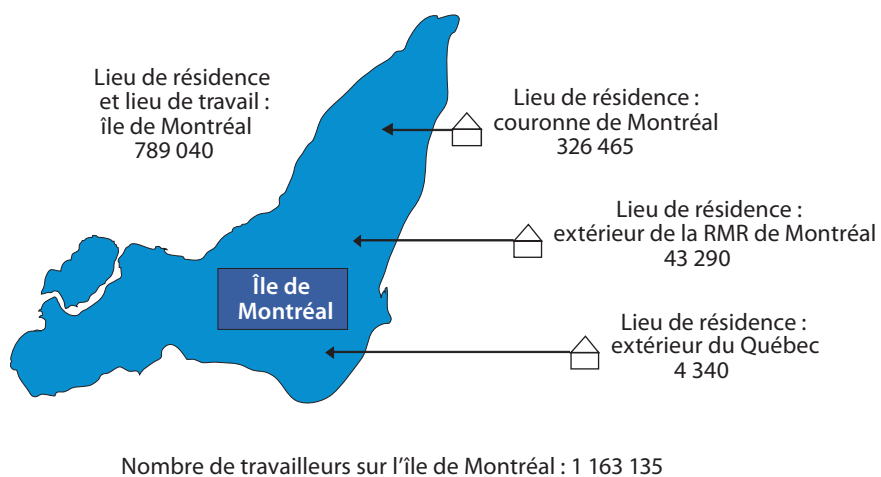 Lieu de résidence
et lieu de travail :
île de Montréal
789 040
Lieu de résidence :
couronne de Montréal
326 465
Lieu de résidence :
extérieur de la RMR de Montréal
43 290
Île de
Montréal
Lieu de résidence :
extérieur du Québec
4 340
Nombre de travailleurs sur l’île de Montréal : 1 163 135